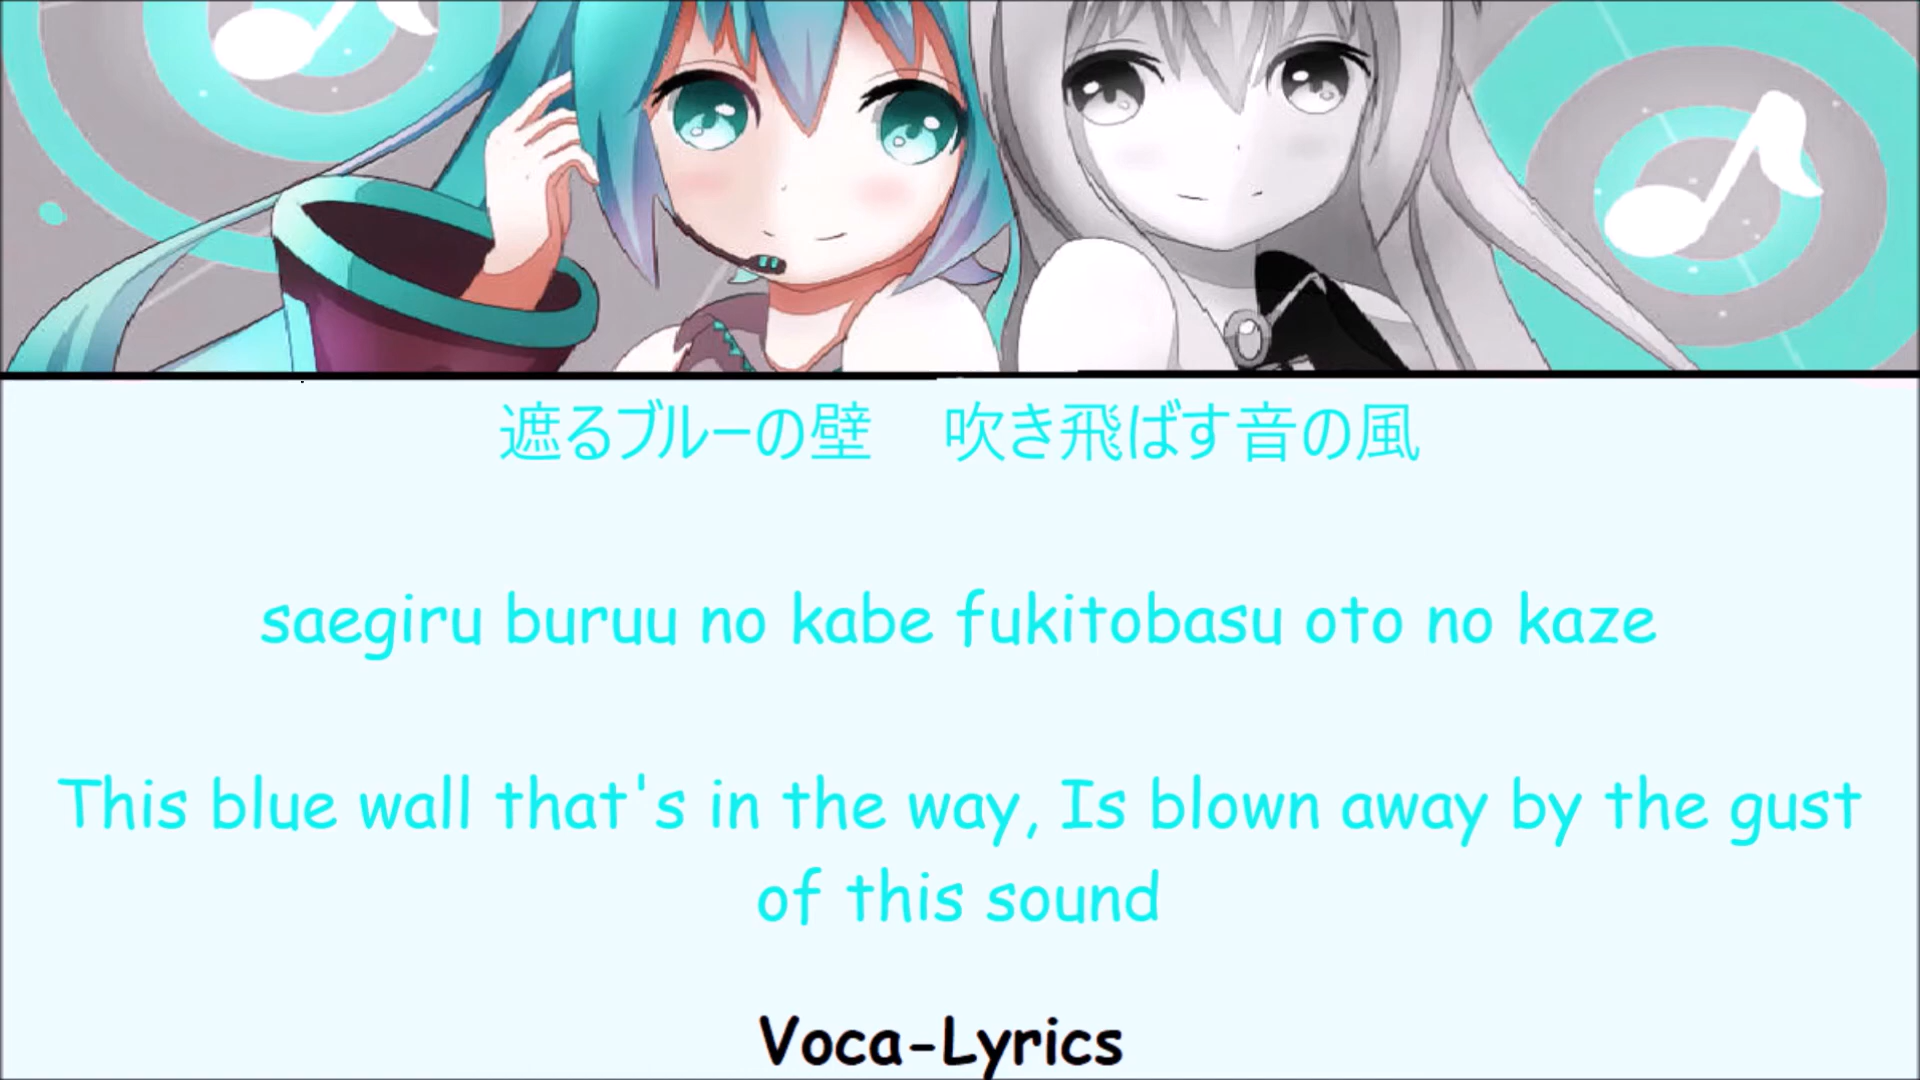 遮るブルーの壁　吹き飛ばす音の風
saegiru buruu no kabe fukitobasu oto no kaze
This blue wall that's in the way, Is blown away by the gust
of this sound
Voca-Lyrics